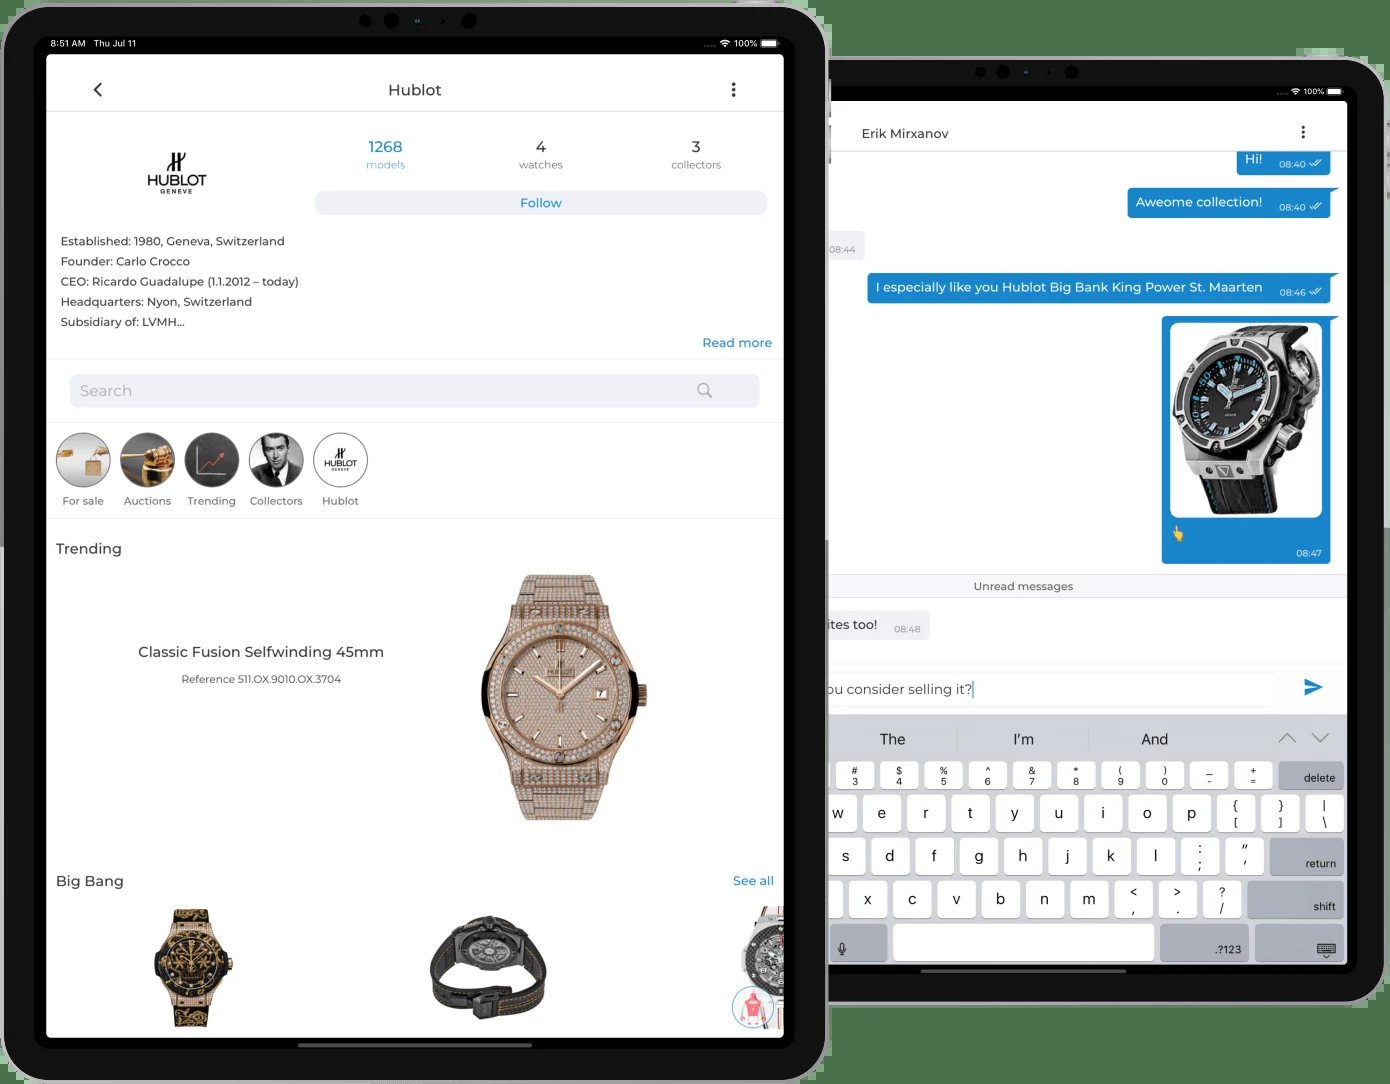 8:51 AM Thu Jul 11
100%
Hublot
HUBLOT
GENEVE
1268
models
4
watches
3
collectors
Follow
Established: 1980, Geneva, Switzerland
Founder: Carlo Crocco
CEO: Ricardo Guadalupe (1.1.2012 – today)
Headquarters: Nyon, Switzerland
Subsidiary of: LVMH...
Read more
Search
HUBLOT
GENEVE
For sale
Auctions
Trending
Collectors
Hublot
Trending
Classic Fusion Selfwinding 45mm
Reference 511.OX.9010.OX.3704
HUBLOT
7
Big Bang
See all
100%
Erik Mirxanov
Hi! 08:40
Aweome collection! 08:40
08:44
I especially like you Hublot Big Bank King Power St. Maarten 08:46
HUBLOT
👆
08:47
Unread messages
ites too! 08:48
ou consider selling it?
The I'm And
# $ % ^ & * ( ) _ +
3 4 5 6 7 8 9 0 - = delete
w e r t y u i o p { [ } ] | \
s d f g h j k l : ; " ' return
x c v b n m < , > . ? / shift
.?123